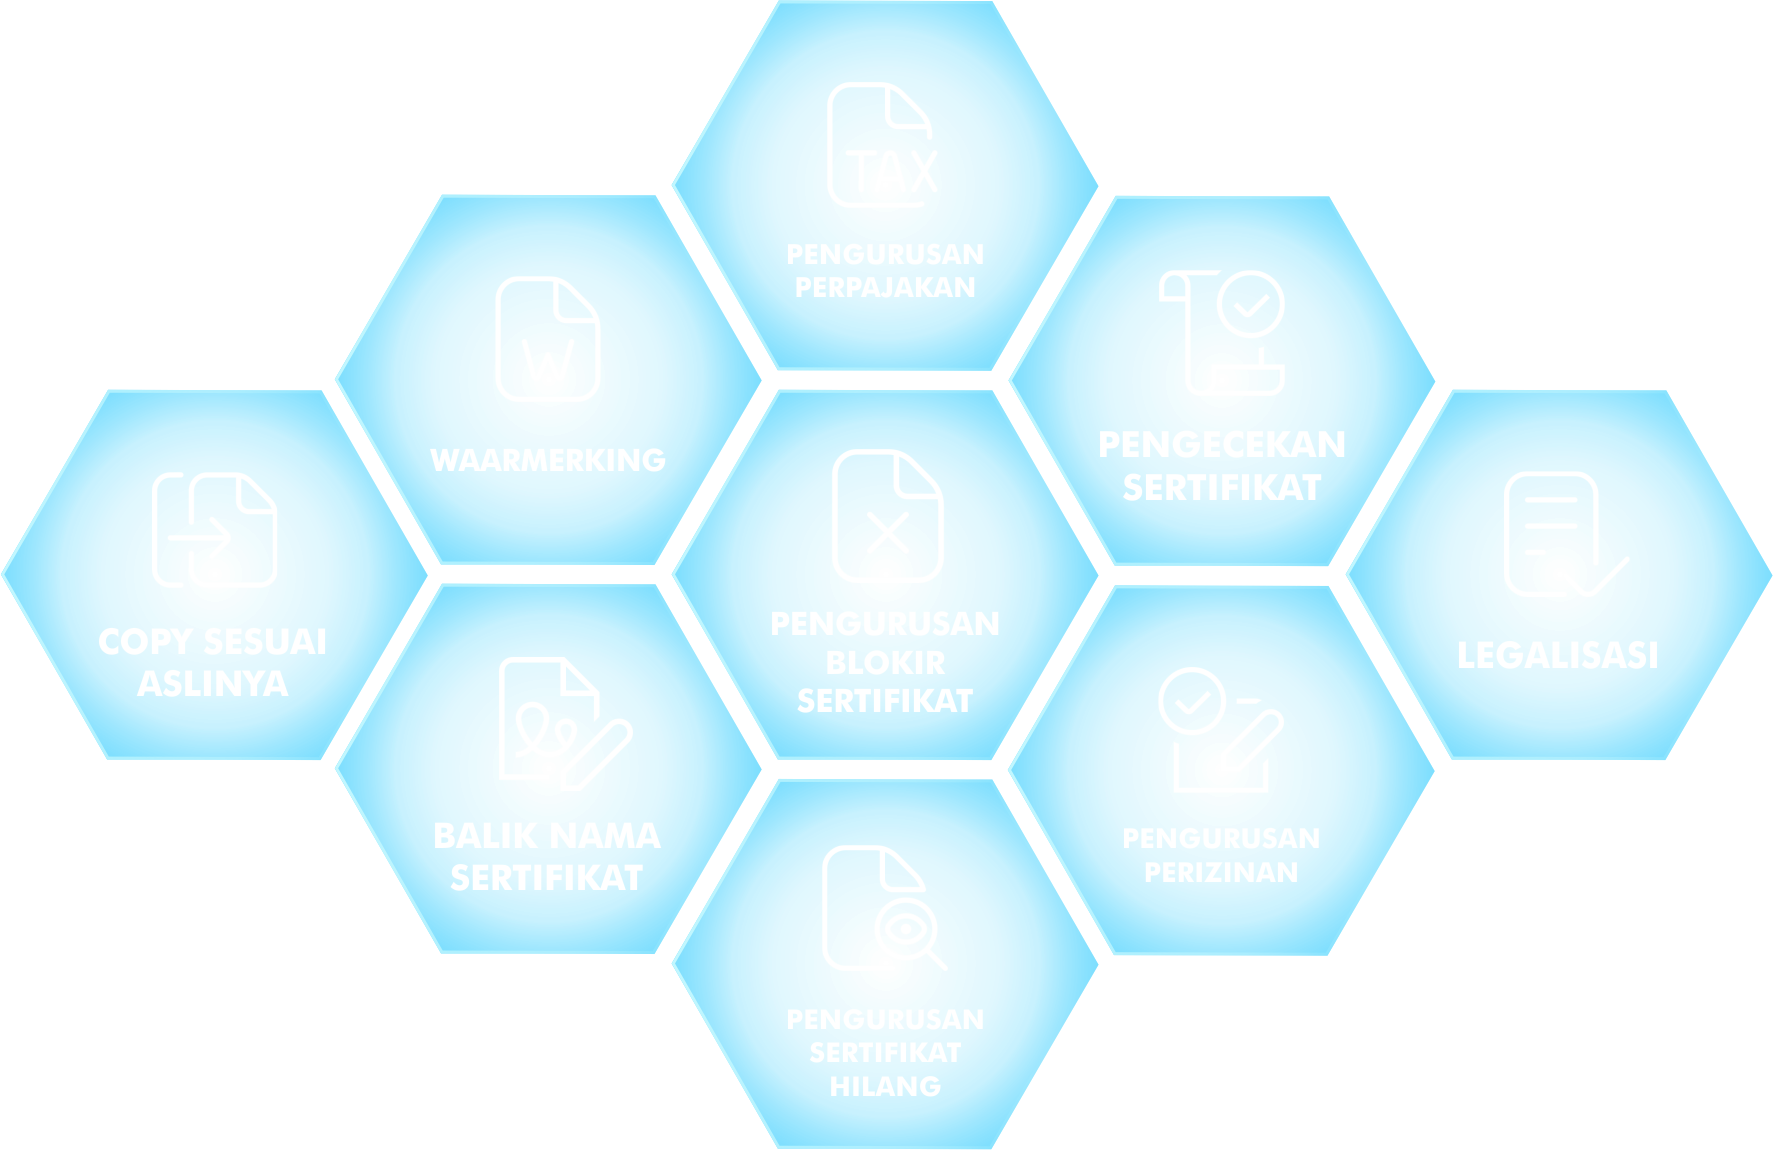 TAX
PENGURUSAN
PERPAJAKAN
W
WAARMERKING
PENGECEKAN
SERTIFIKAT
COPY SESUAI
ASLINYA
PENGURUSAN
BLOKIR
SERTIFIKAT
LEGALISASI
BALIK NAMA
SERTIFIKAT
PENGURUSAN
PERIZINAN
PENGURUSAN
SERTIFIKAT
HILANG